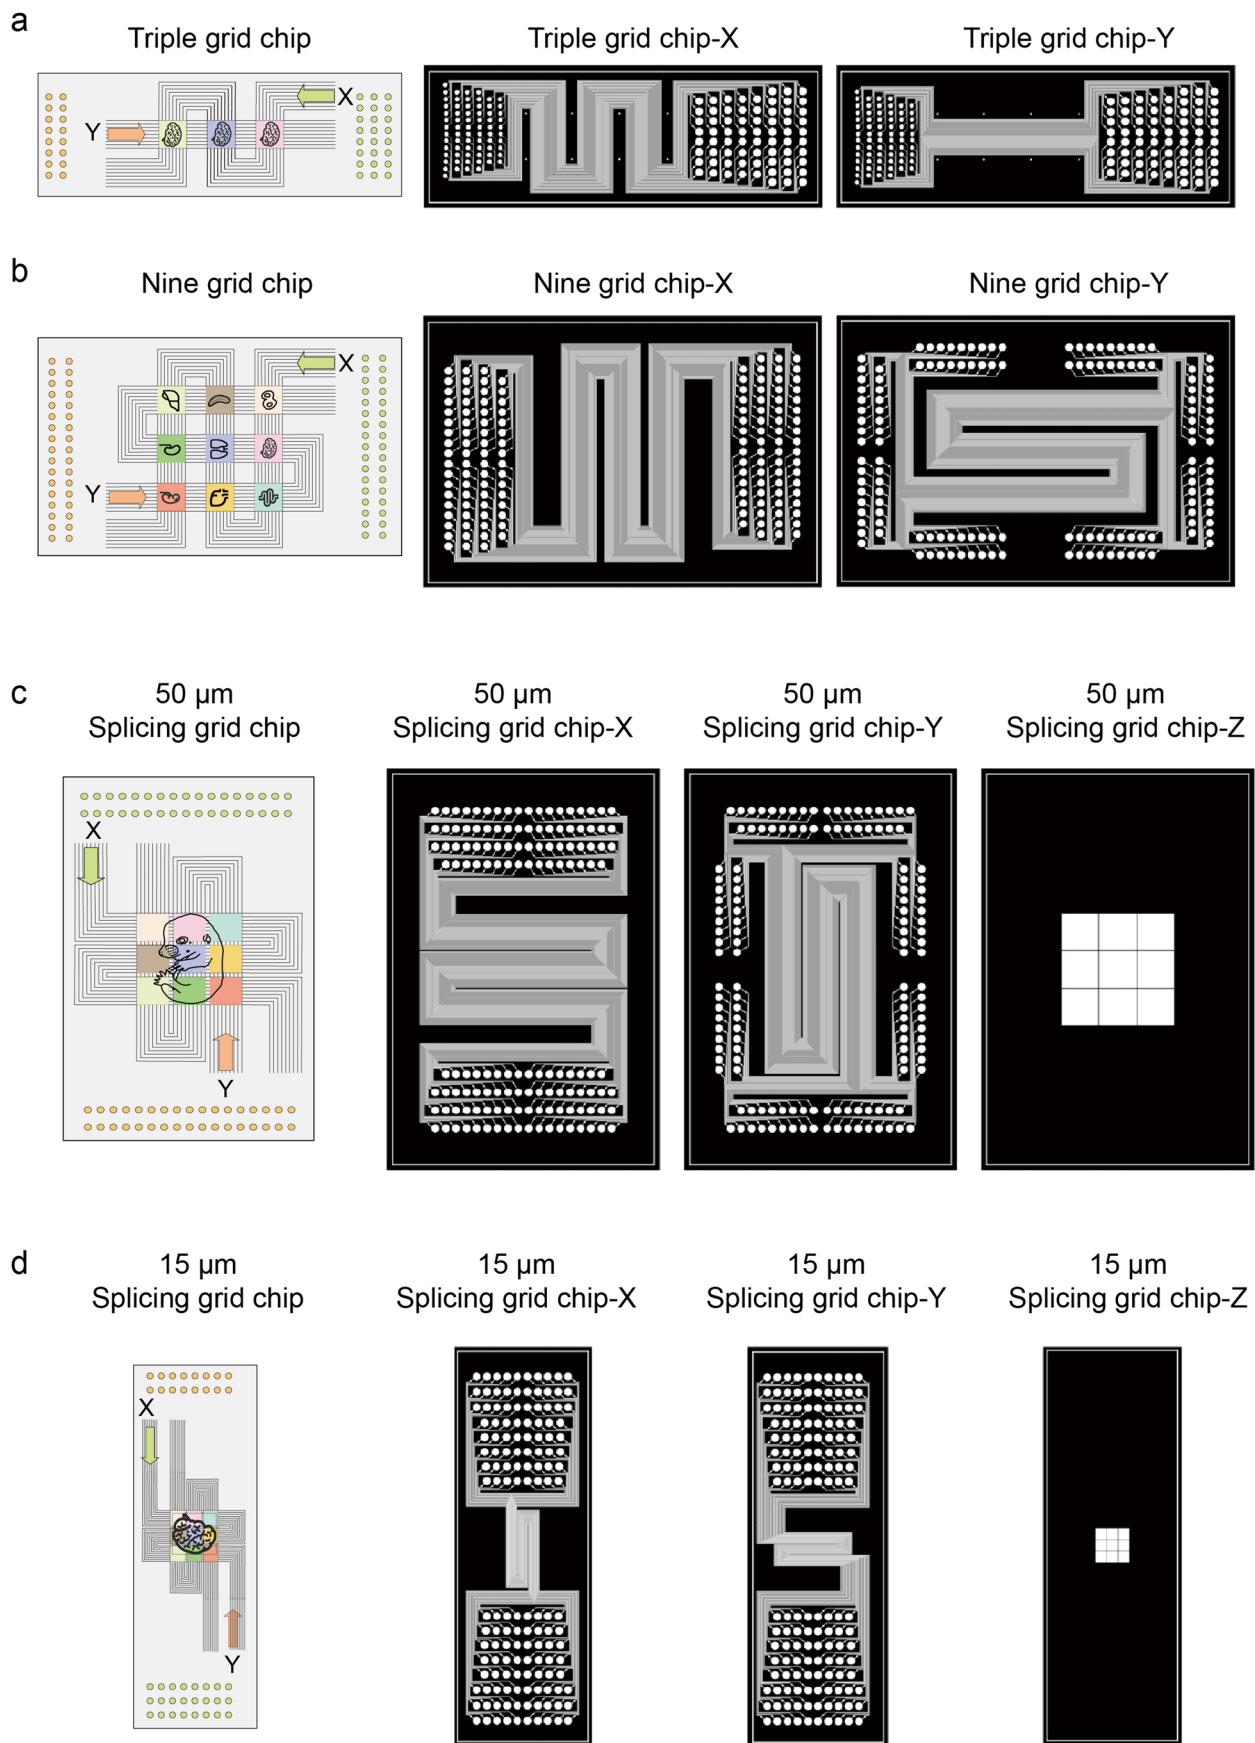 a
Triple grid chip
Triple grid chip-X
Triple grid chip-Y
X
Y
b
Nine grid chip
Nine grid chip-X
Nine grid chip-Y
X
Y
c
50 µm
Splicing grid chip
50 µm
Splicing grid chip-X
50 µm
Splicing grid chip-Y
50 µm
Splicing grid chip-Z
X
Y
d
15 µm
Splicing grid chip
15 µm
Splicing grid chip-X
15 µm
Splicing grid chip-Y
15 µm
Splicing grid chip-Z
X
Y